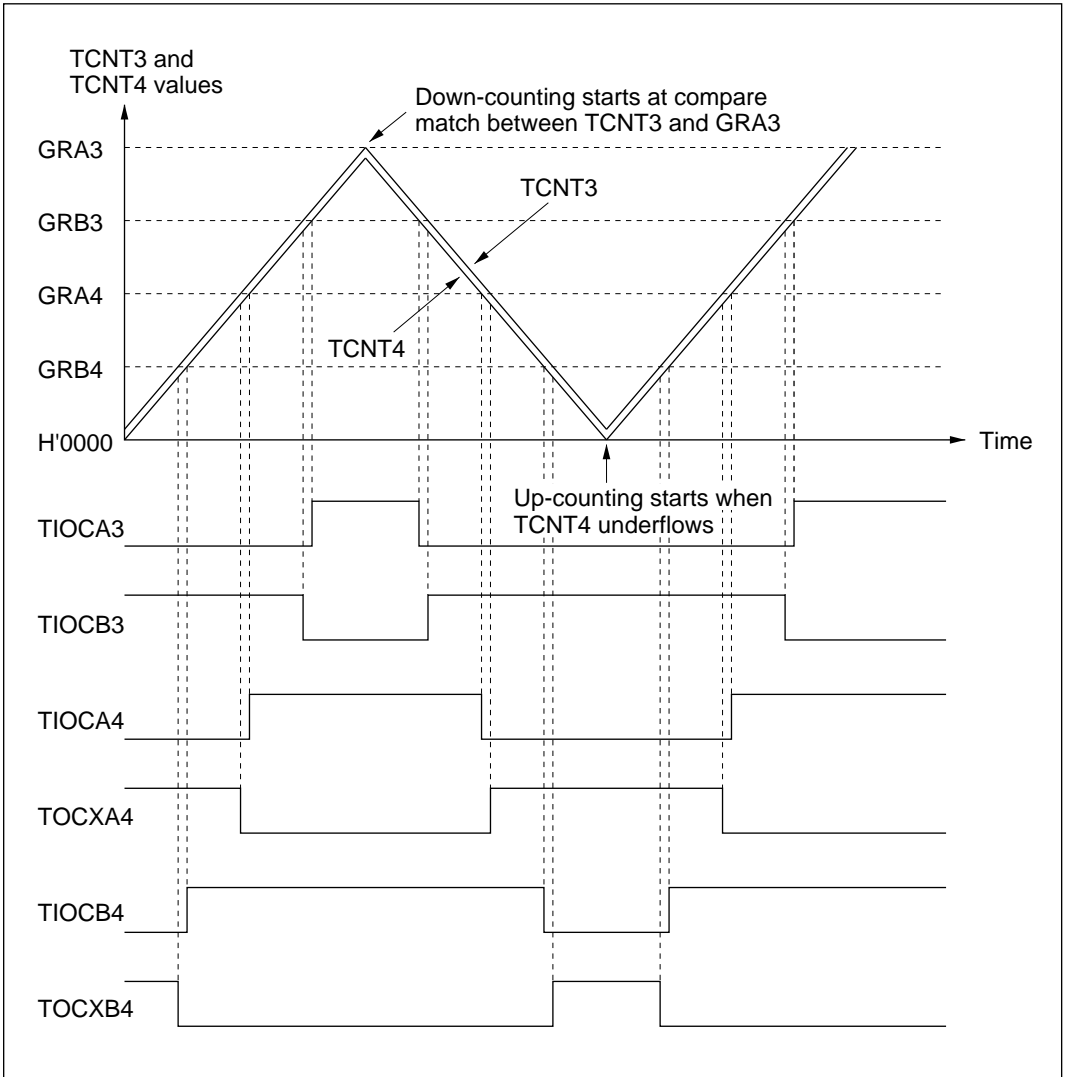 TCNT3 and
TCNT4 values
Down-counting starts at compare
match between TCNT3 and GRA3
GRA3
TCNT3
GRB3
GRA4
TCNT4
GRB4
H'0000
Time
Up-counting starts when
TCNT4 underflows
TIOCA3
TIOCB3
TIOCA4
TOCXA4
TIOCB4
TOCXB4